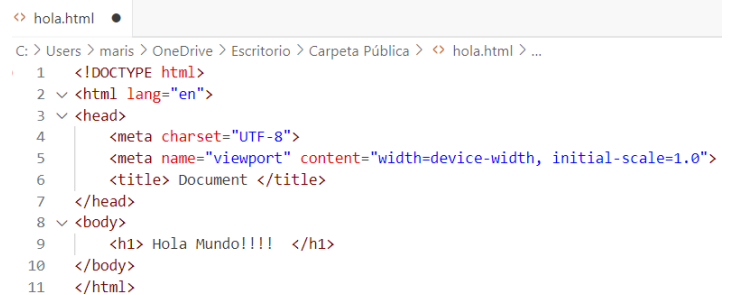 <> hola.html ●
C: > Users > maris > OneDrive > Escritorio > Carpeta Pública > <> hola.html > ...
1 <!DOCTYPE html>
2 <html lang="en">
3 <head>
4     <meta charset="UTF-8">
5     <meta name="viewport" content="width=device-width, initial-scale=1.0">
6     <title> Document </title>
7 </head>
8 <body>
9     <h1> Hola Mundo!!!!  </h1>
10 </body>
11 </html>